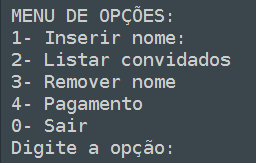 MENU DE OPÇÕES:
1- Inserir nome:
2- Listar convidados
3- Remover nome
4- Pagamento
0- Sair
Digite a opção: